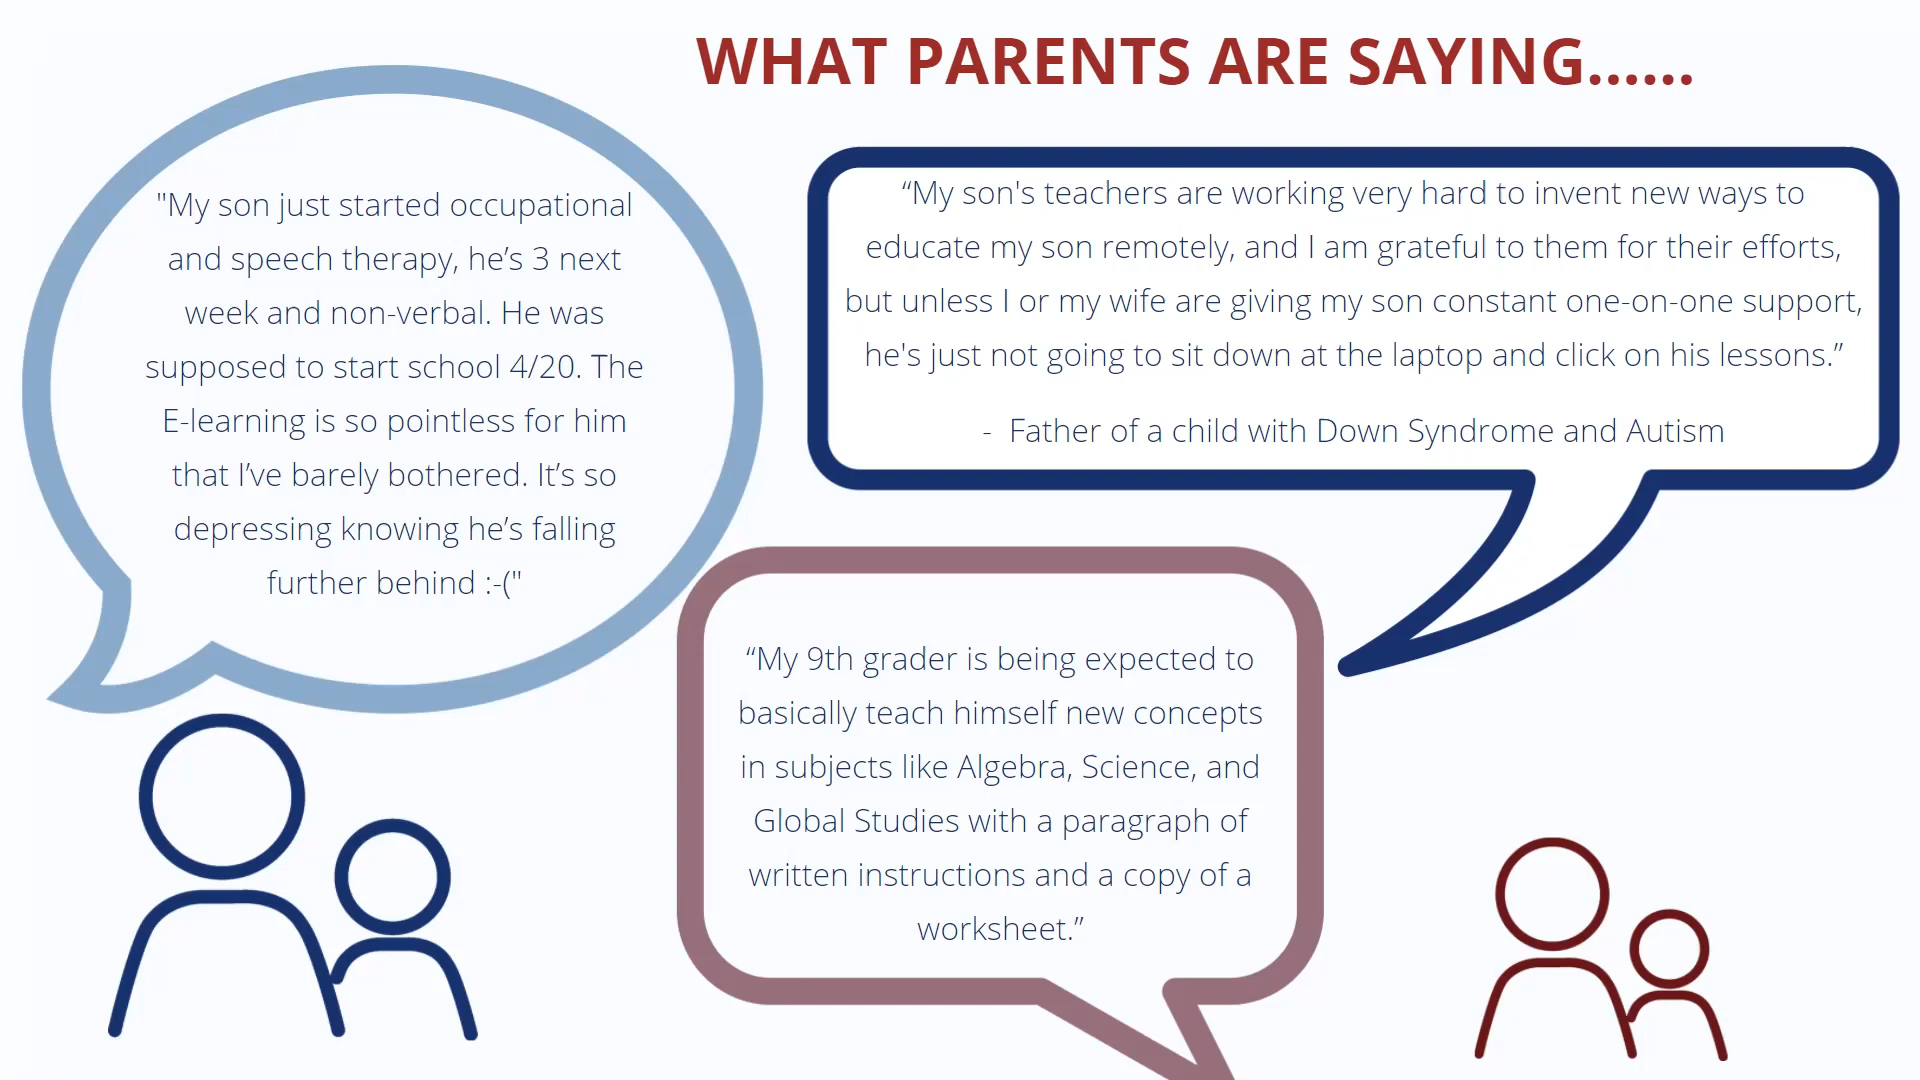 WHAT PARENTS ARE SAYING......
"My son just started occupational
and speech therapy, he’s 3 next
week and non-verbal. He was
supposed to start school 4/20. The
E-learning is so pointless for him
that I’ve barely bothered. It’s so
depressing knowing he’s falling
further behind :-("
“My son's teachers are working very hard to invent new ways to
educate my son remotely, and I am grateful to them for their efforts,
but unless I or my wife are giving my son constant one-on-one support,
he's just not going to sit down at the laptop and click on his lessons.”
- Father of a child with Down Syndrome and Autism
“My 9th grader is being expected to
basically teach himself new concepts
in subjects like Algebra, Science, and
Global Studies with a paragraph of
written instructions and a copy of a
worksheet.”